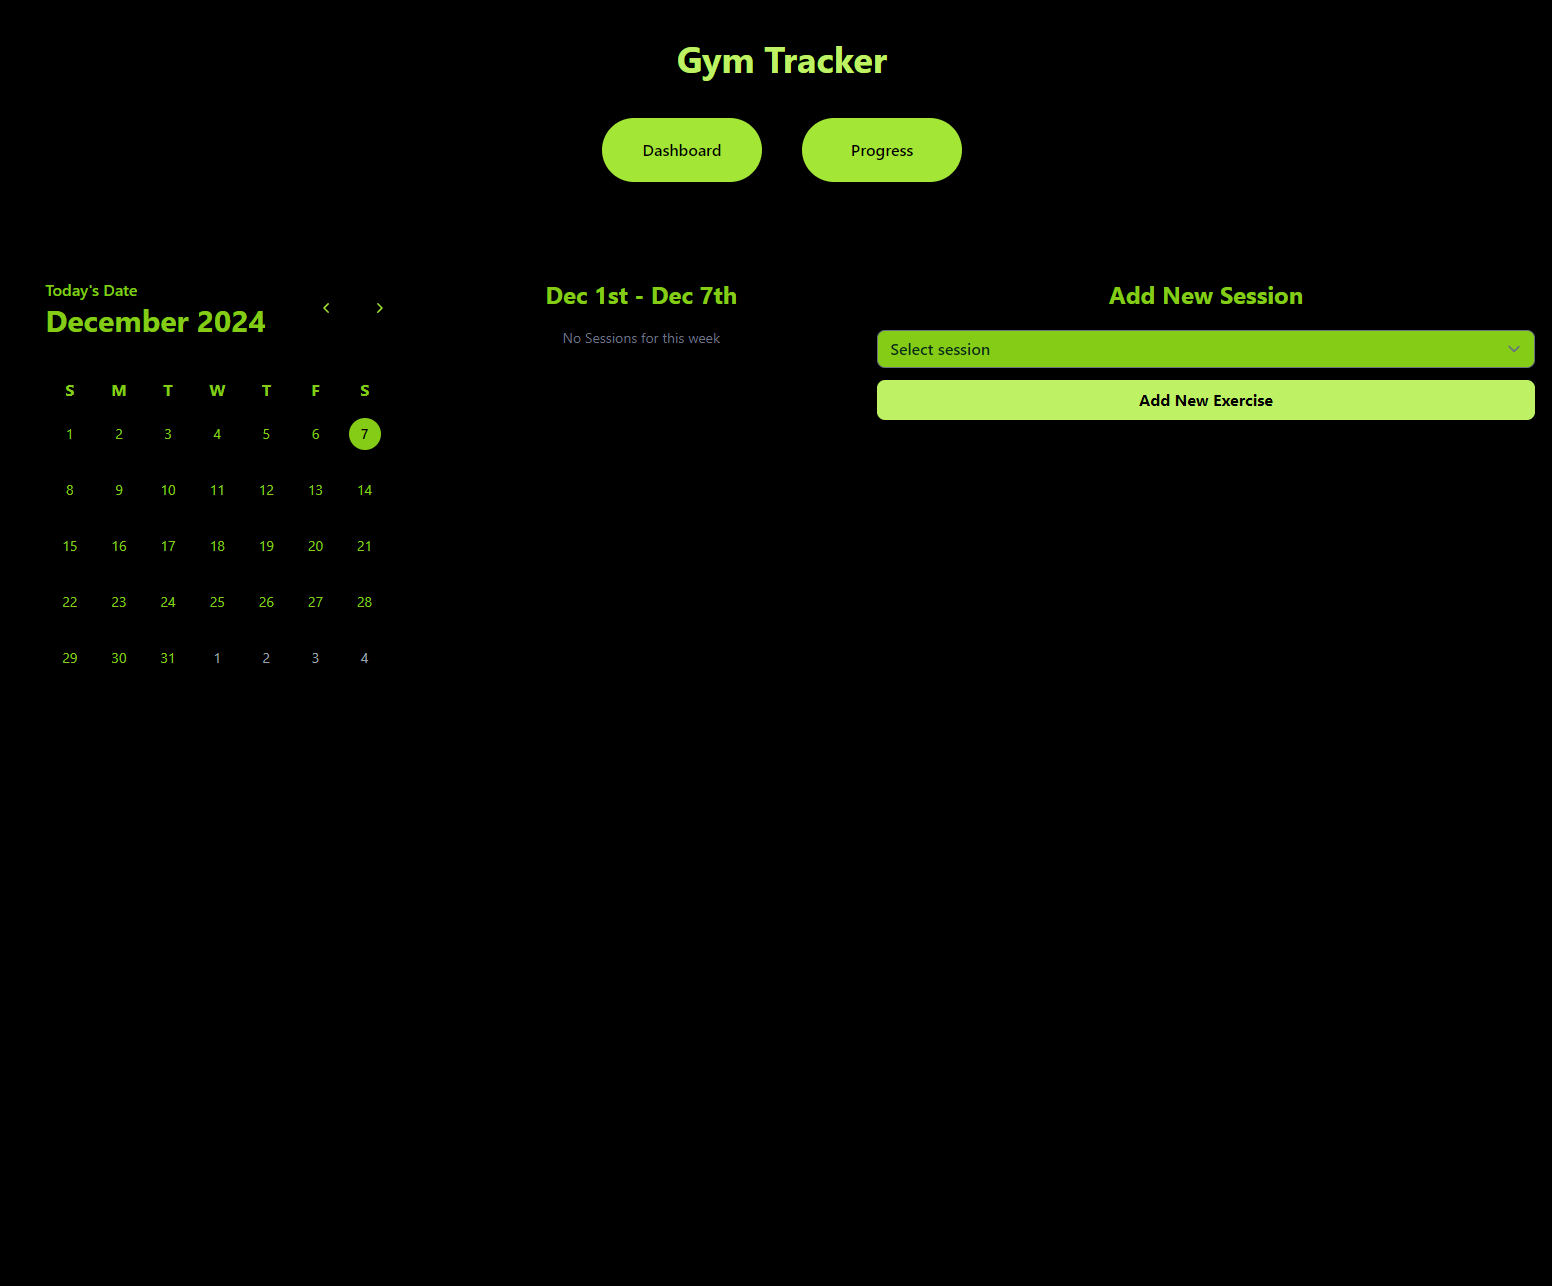 Gym Tracker
Dashboard Progress
Today's Date
December 2024
S M T W T F S
1 2 3 4 5 6 7
8 9 10 11 12 13 14
15 16 17 18 19 20 21
22 23 24 25 26 27 28
29 30 31 1 2 3 4
Dec 1st - Dec 7th
No Sessions for this week
Add New Session
Select session
Add New Exercise